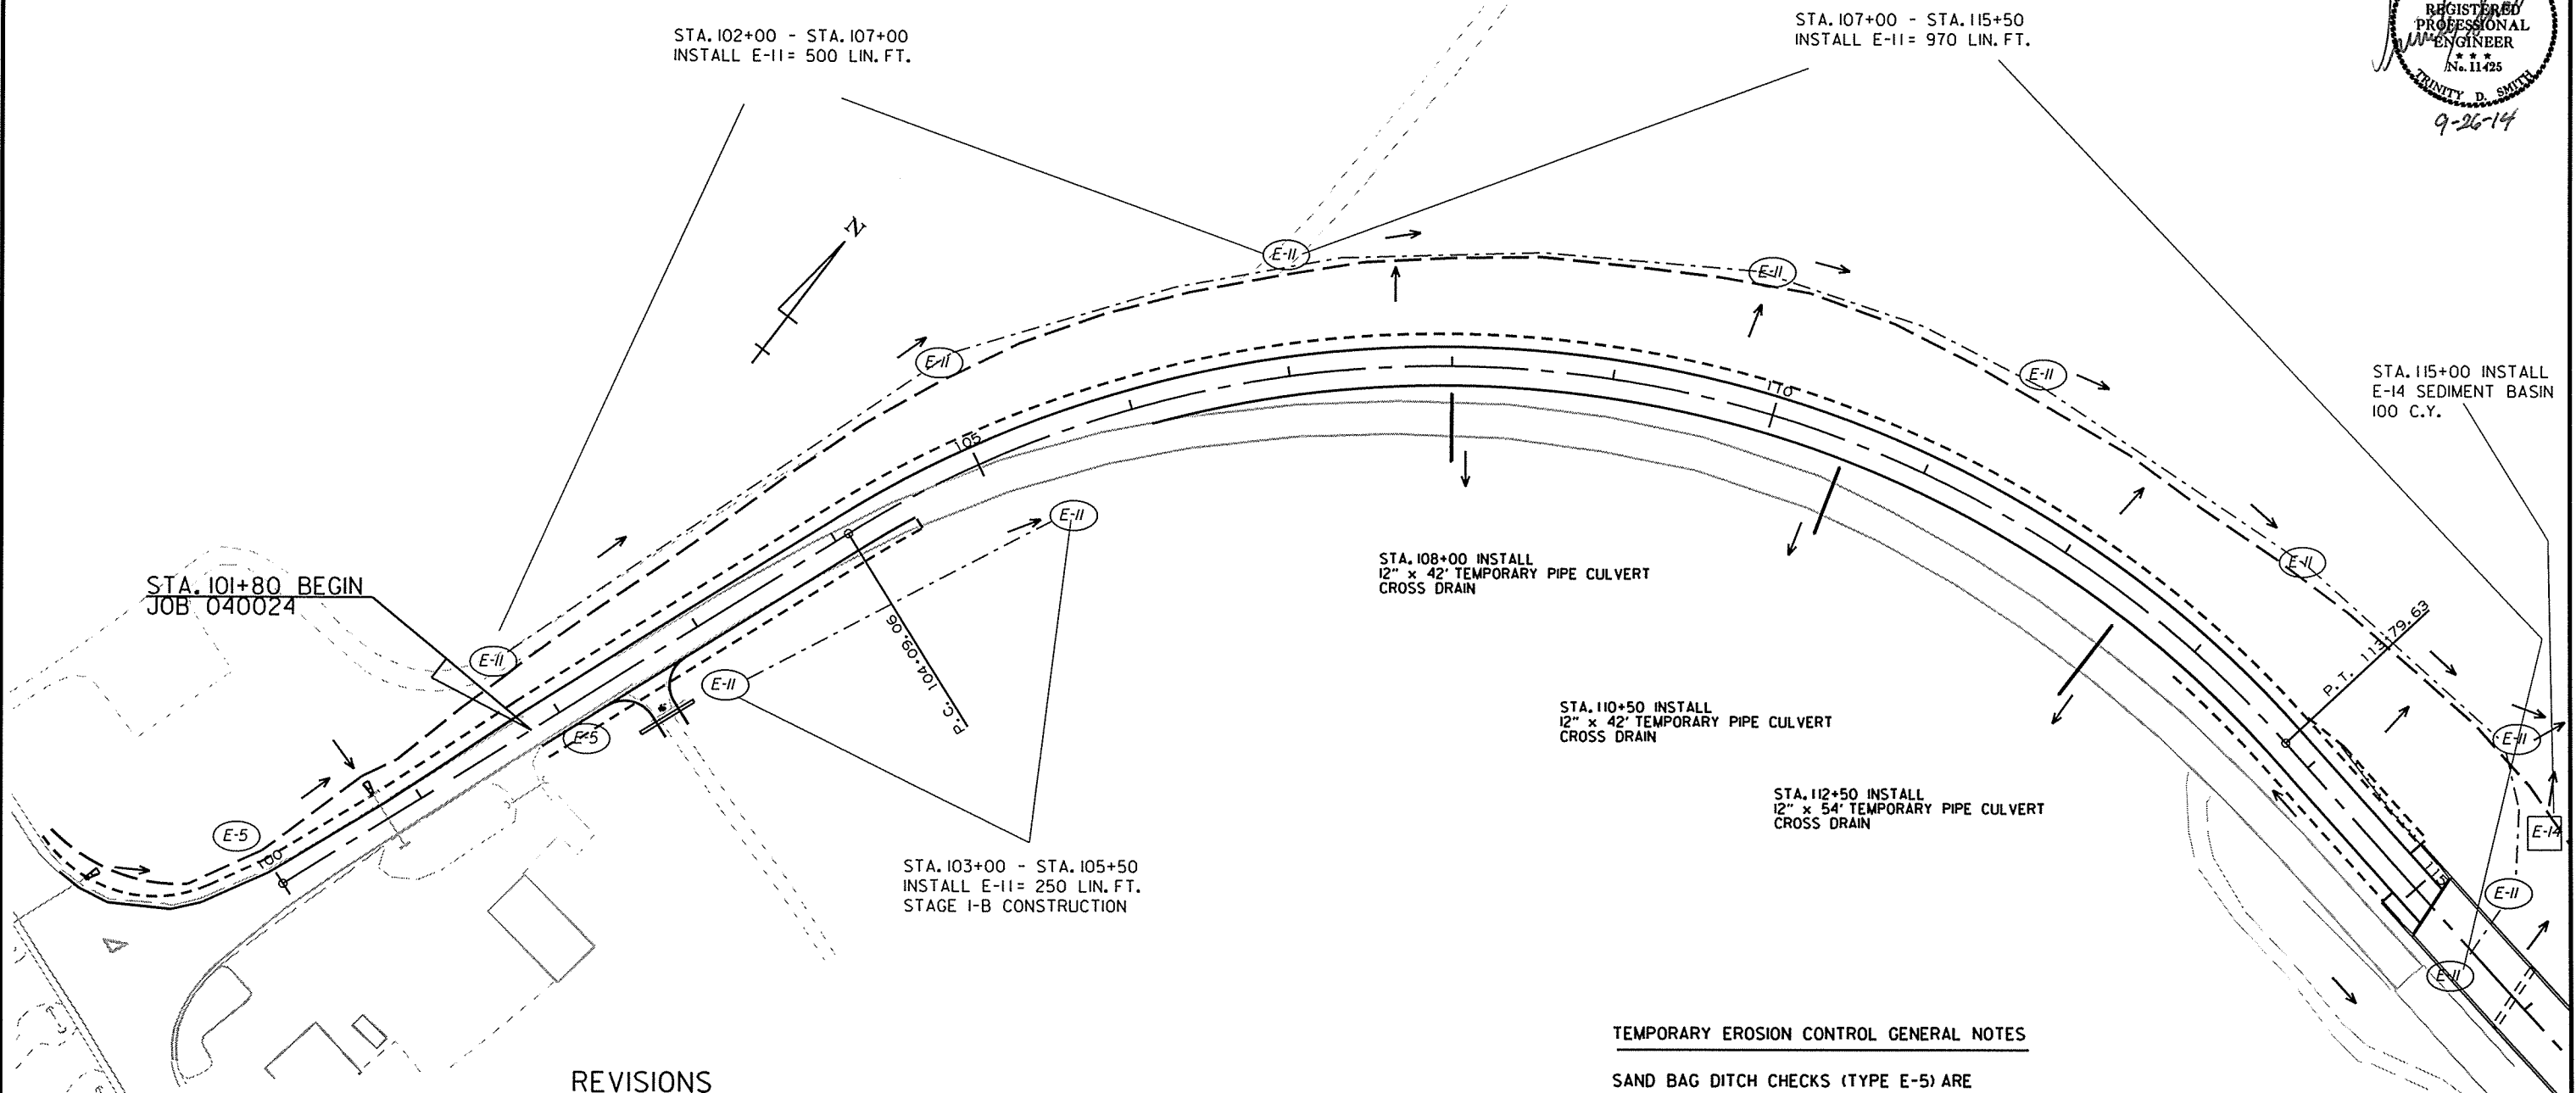 STA. 102+00 - STA. 107+00
INSTALL E-11 = 500 LIN. FT.
STA. 107+00 - STA. 115+50
INSTALL E-11 = 970 LIN. FT.
REGISTERED
PROFESSIONAL
ENGINEER
★ ★ ★
No. 11425
TRINITY D. SMITH
9-26-14
N
E-11
E-11
E-11
E-11
STA. 115+00 INSTALL
E-14 SEDIMENT BASIN
100 C.Y.
110
105
E-11
E-11
STA. 108+00 INSTALL
12" x 42' TEMPORARY PIPE CULVERT
CROSS DRAIN
STA. 101+80 BEGIN
JOB 040024
P.C. 104+09.06
P.T. 113+79.63
E-11
E-11
E-5
STA. 110+50 INSTALL
12" x 42' TEMPORARY PIPE CULVERT
CROSS DRAIN
E-11
STA. 112+50 INSTALL
12" x 54' TEMPORARY PIPE CULVERT
CROSS DRAIN
E-5
100
E-14
STA. 103+00 - STA. 105+50
INSTALL E-11 = 250 LIN. FT.
STAGE 1-B CONSTRUCTION
115
E-11
E-11
TEMPORARY EROSION CONTROL GENERAL NOTES
REVISIONS
SAND BAG DITCH CHECKS (TYPE E-5) ARE